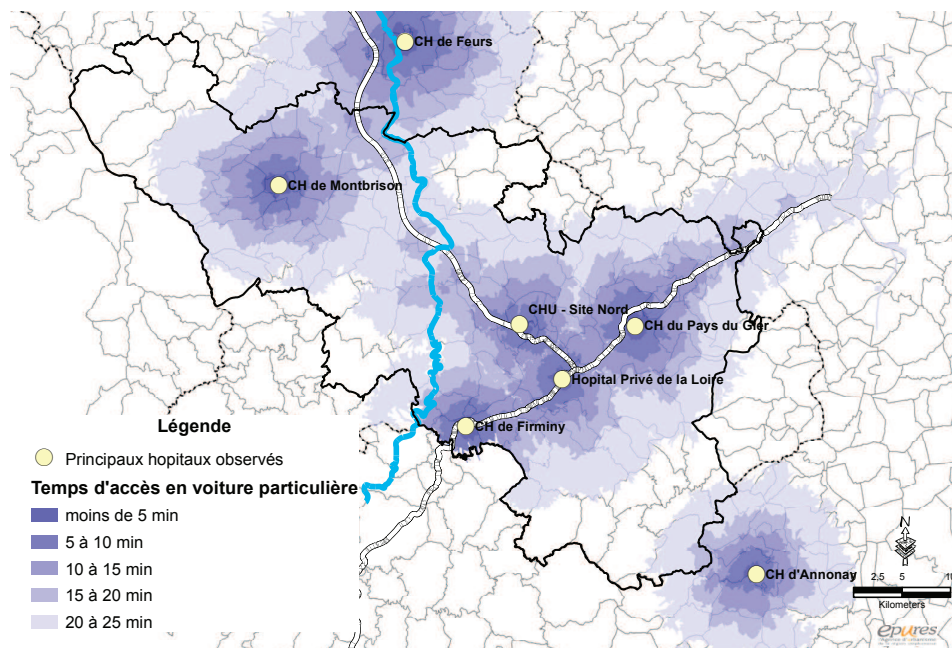 CH de Feurs
CH de Montbrison
CHU - Site Nord
CH du Pays du Gier
Hopital Privé de la Loire
CH de Firminy
CH d'Annonay
Légende
Principaux hopitaux observés
Temps d'accès en voiture particulière
moins de 5 min
5 à 10 min
10 à 15 min
15 à 20 min
20 à 25 min
N
2,5 5
Kilometers
epures